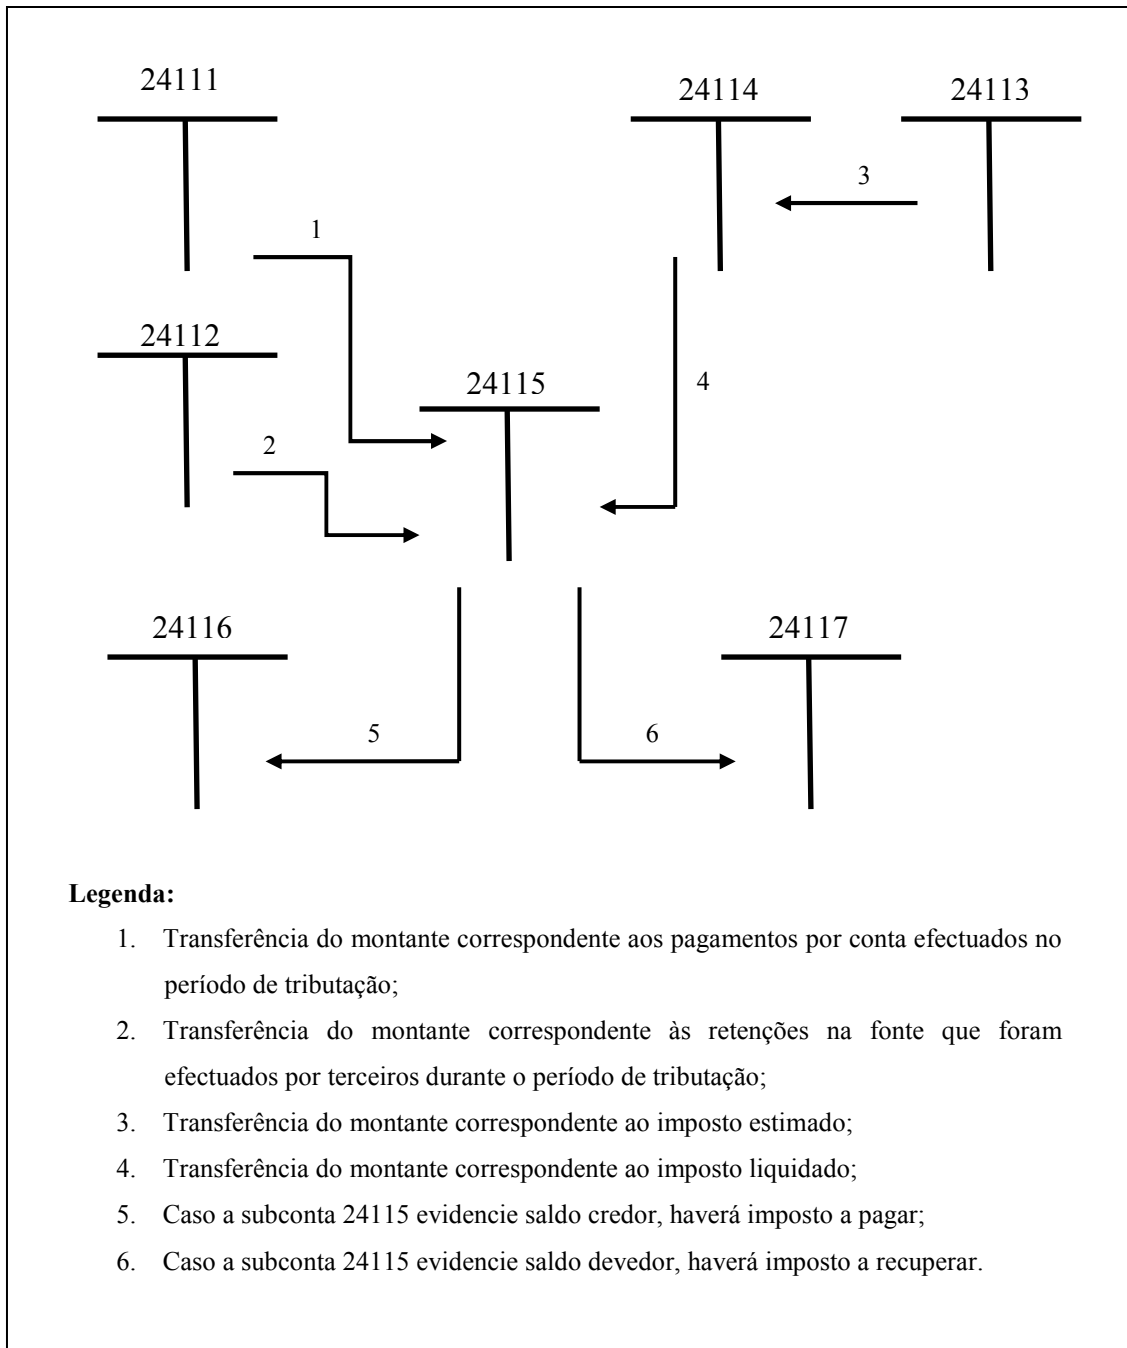 24111
24114
24113
3
1
24112
24115
4
2
24116
24117
5
6
Legenda:
1. Transferência do montante correspondente aos pagamentos por conta efectuados no
período de tributação;
2. Transferência do montante correspondente às retenções na fonte que foram
efectuados por terceiros durante o período de tributação;
3. Transferência do montante correspondente ao imposto estimado;
4. Transferência do montante correspondente ao imposto liquidado;
5. Caso a subconta 24115 evidencie saldo credor, haverá imposto a pagar;
6. Caso a subconta 24115 evidencie saldo devedor, haverá imposto a recuperar.